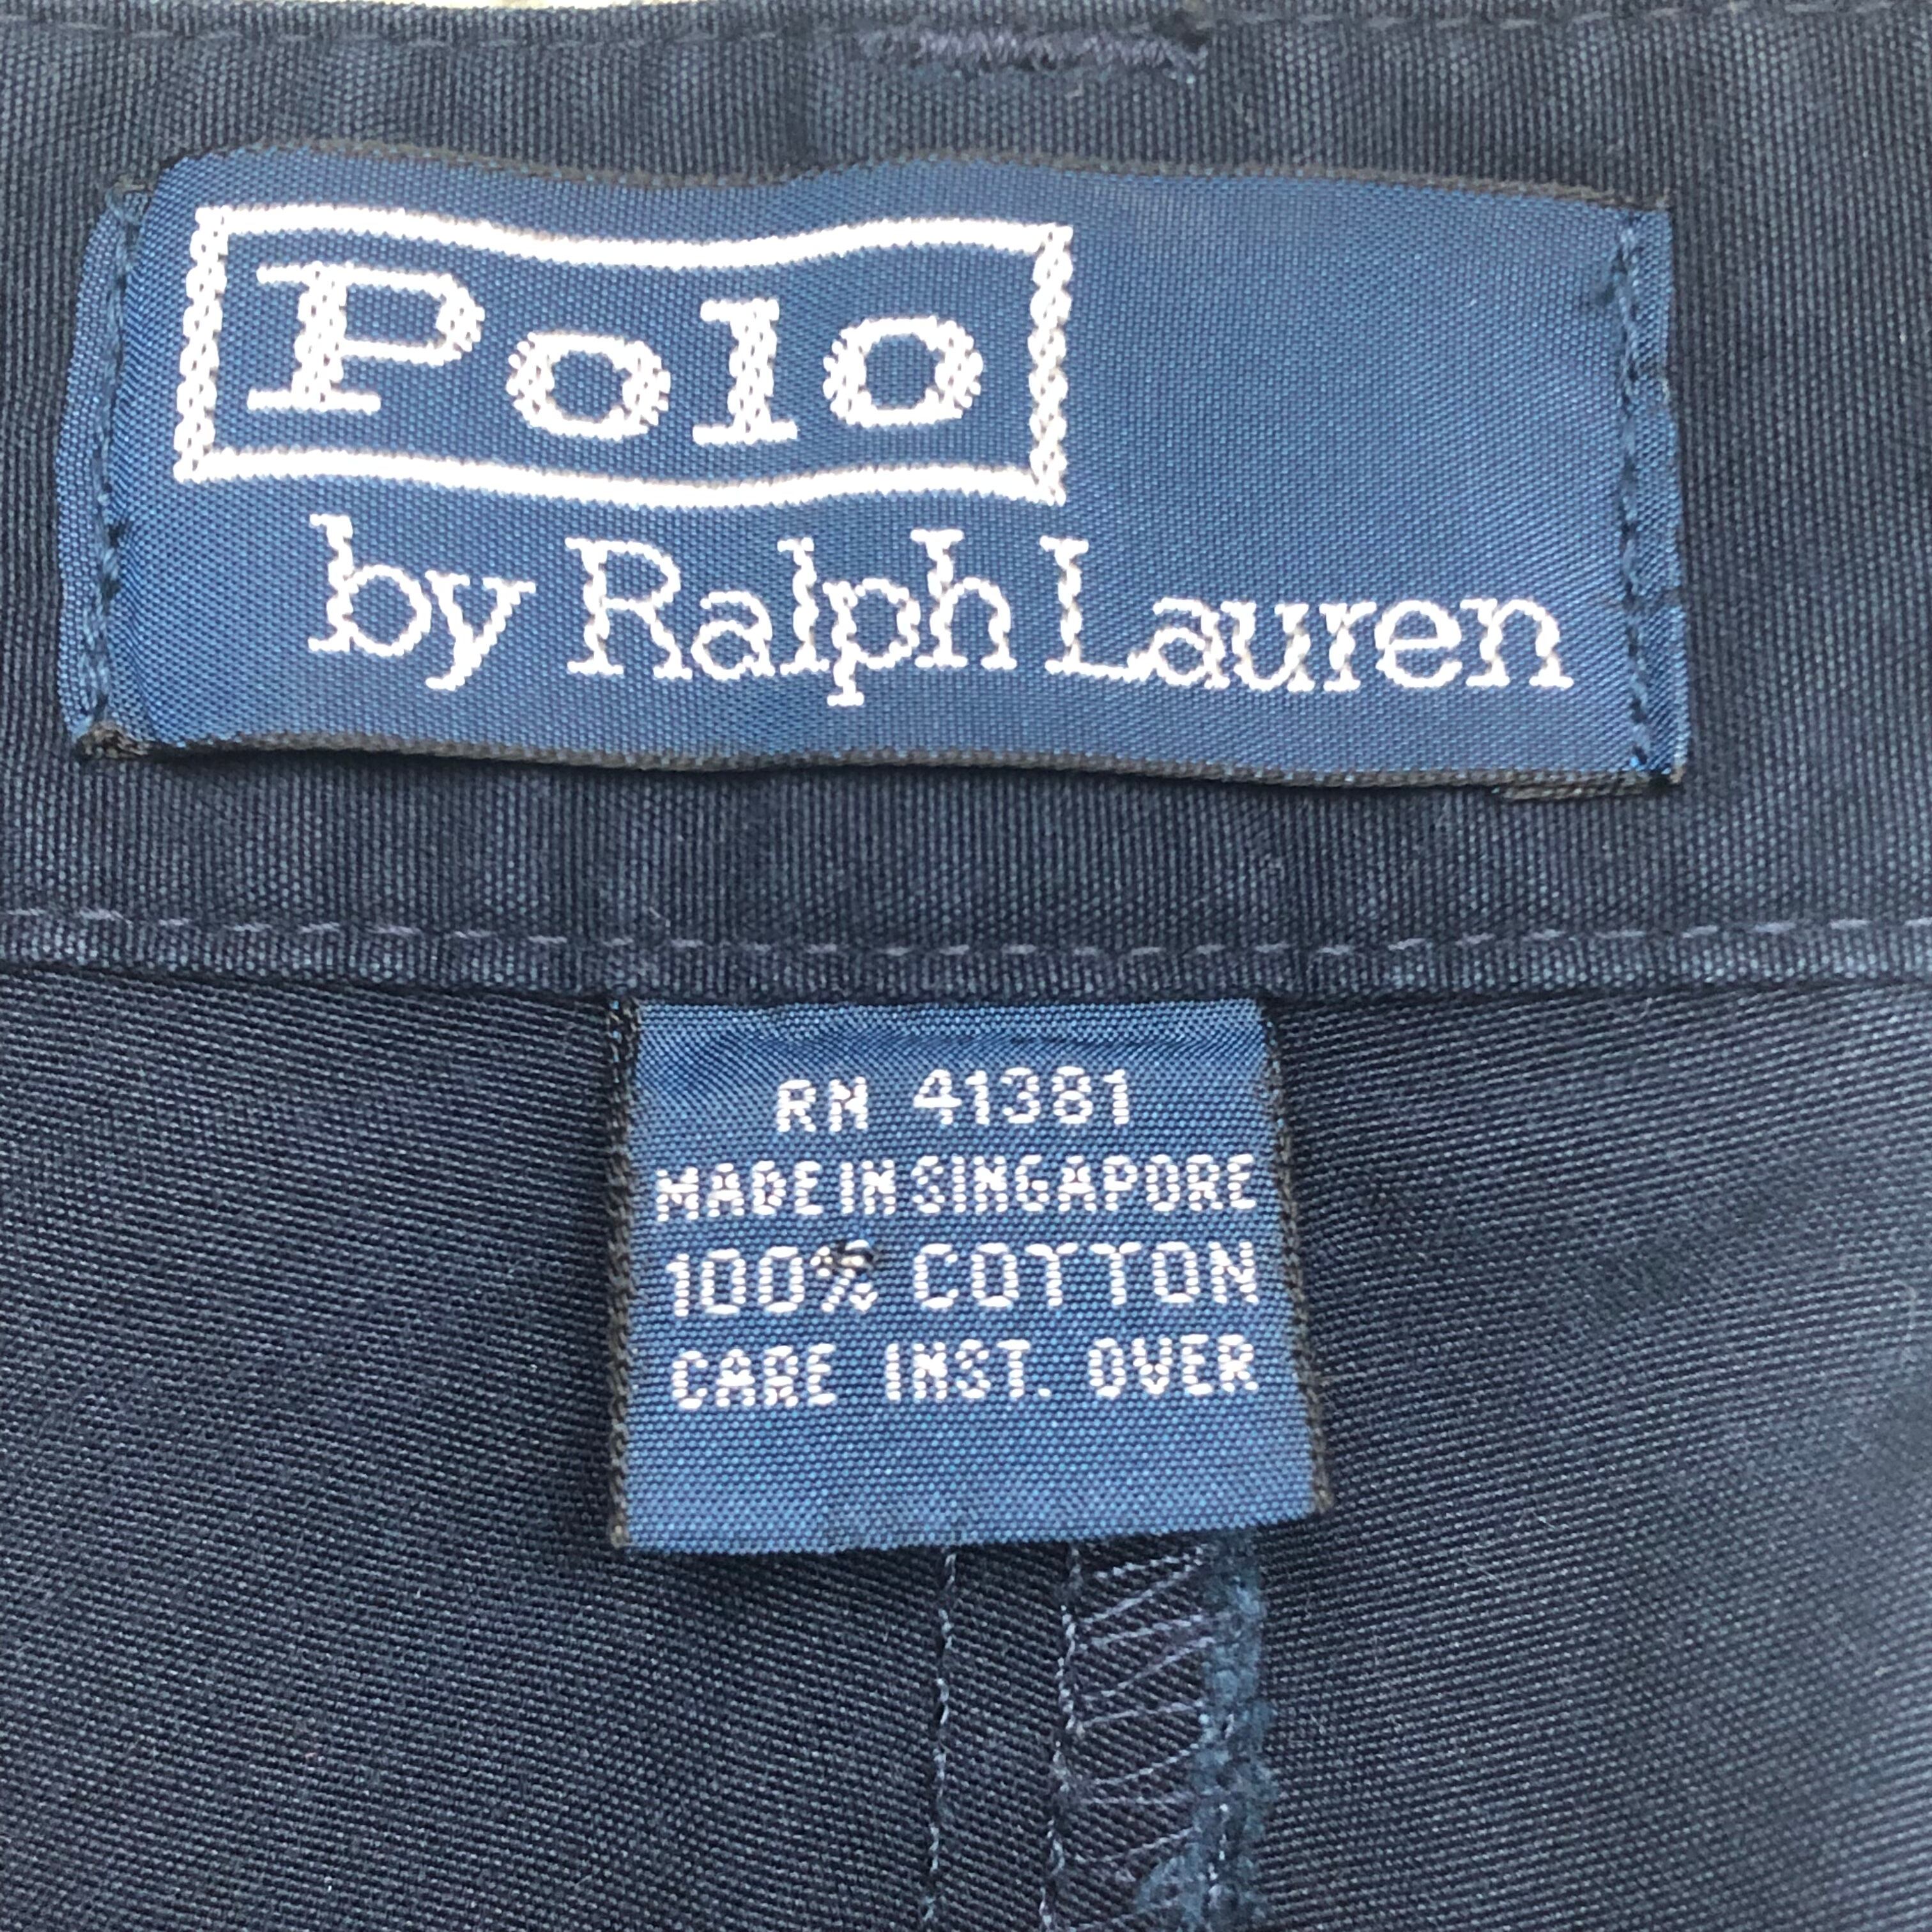 Polo
by Ralph Lauren
RN 41381
MADE IN SINGAPORE
100% COTTON
CARE INST. OVER